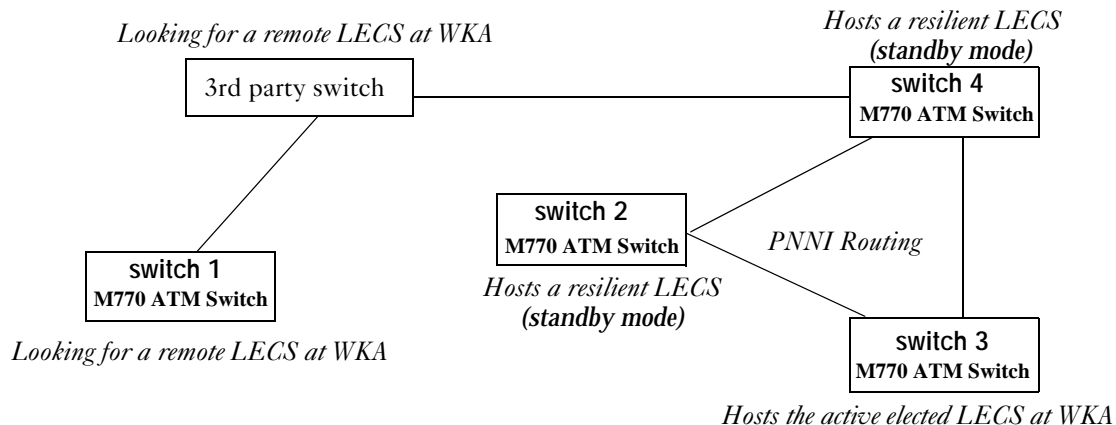 Hosts a resilient LECS
(standby mode)
Looking for a remote LECS at WKA
3rd party switch
switch 4
M770 ATM Switch
switch 2
M770 ATM Switch
PNNI Routing
switch 1
M770 ATM Switch
Hosts a resilient LECS
(standby mode)
Looking for a remote LECS at WKA
switch 3
M770 ATM Switch
Hosts the active elected LECS at WKA